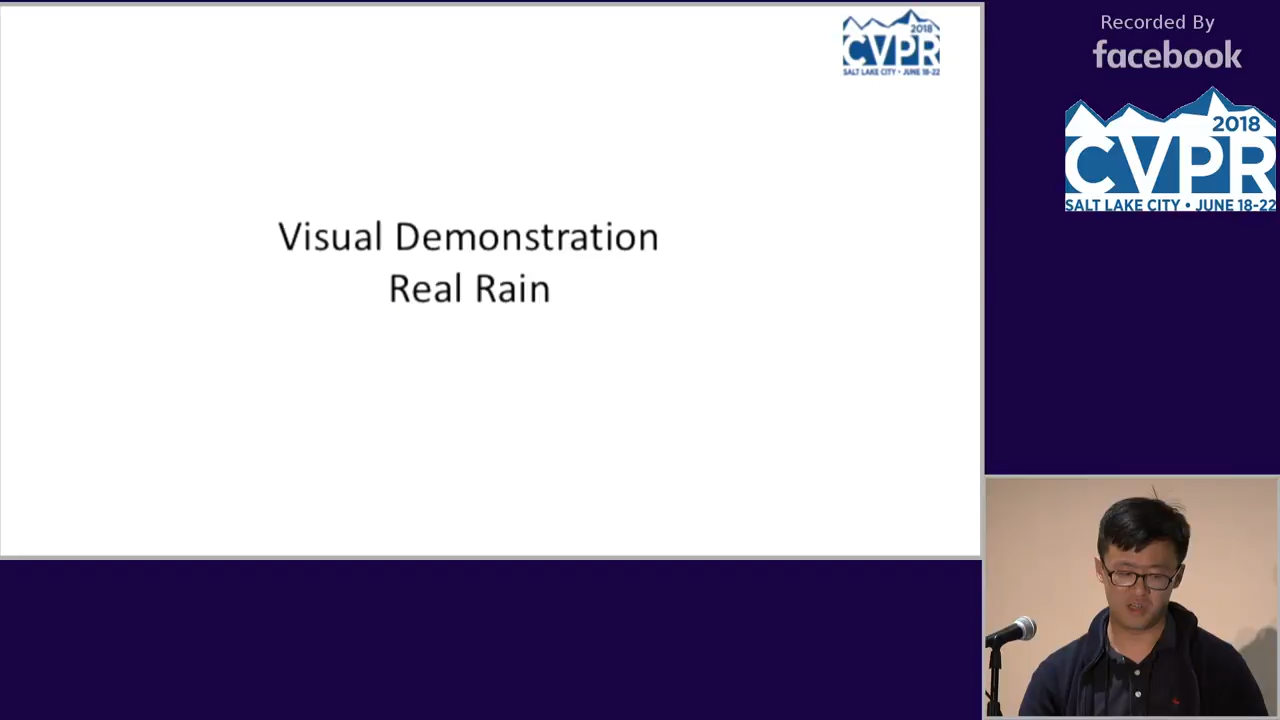 2018
CVPR
SALT LAKE CITY • JUNE 18-22
Visual Demonstration
Real Rain
Recorded By
facebook
2018
CVPR
SALT LAKE CITY • JUNE 18-22